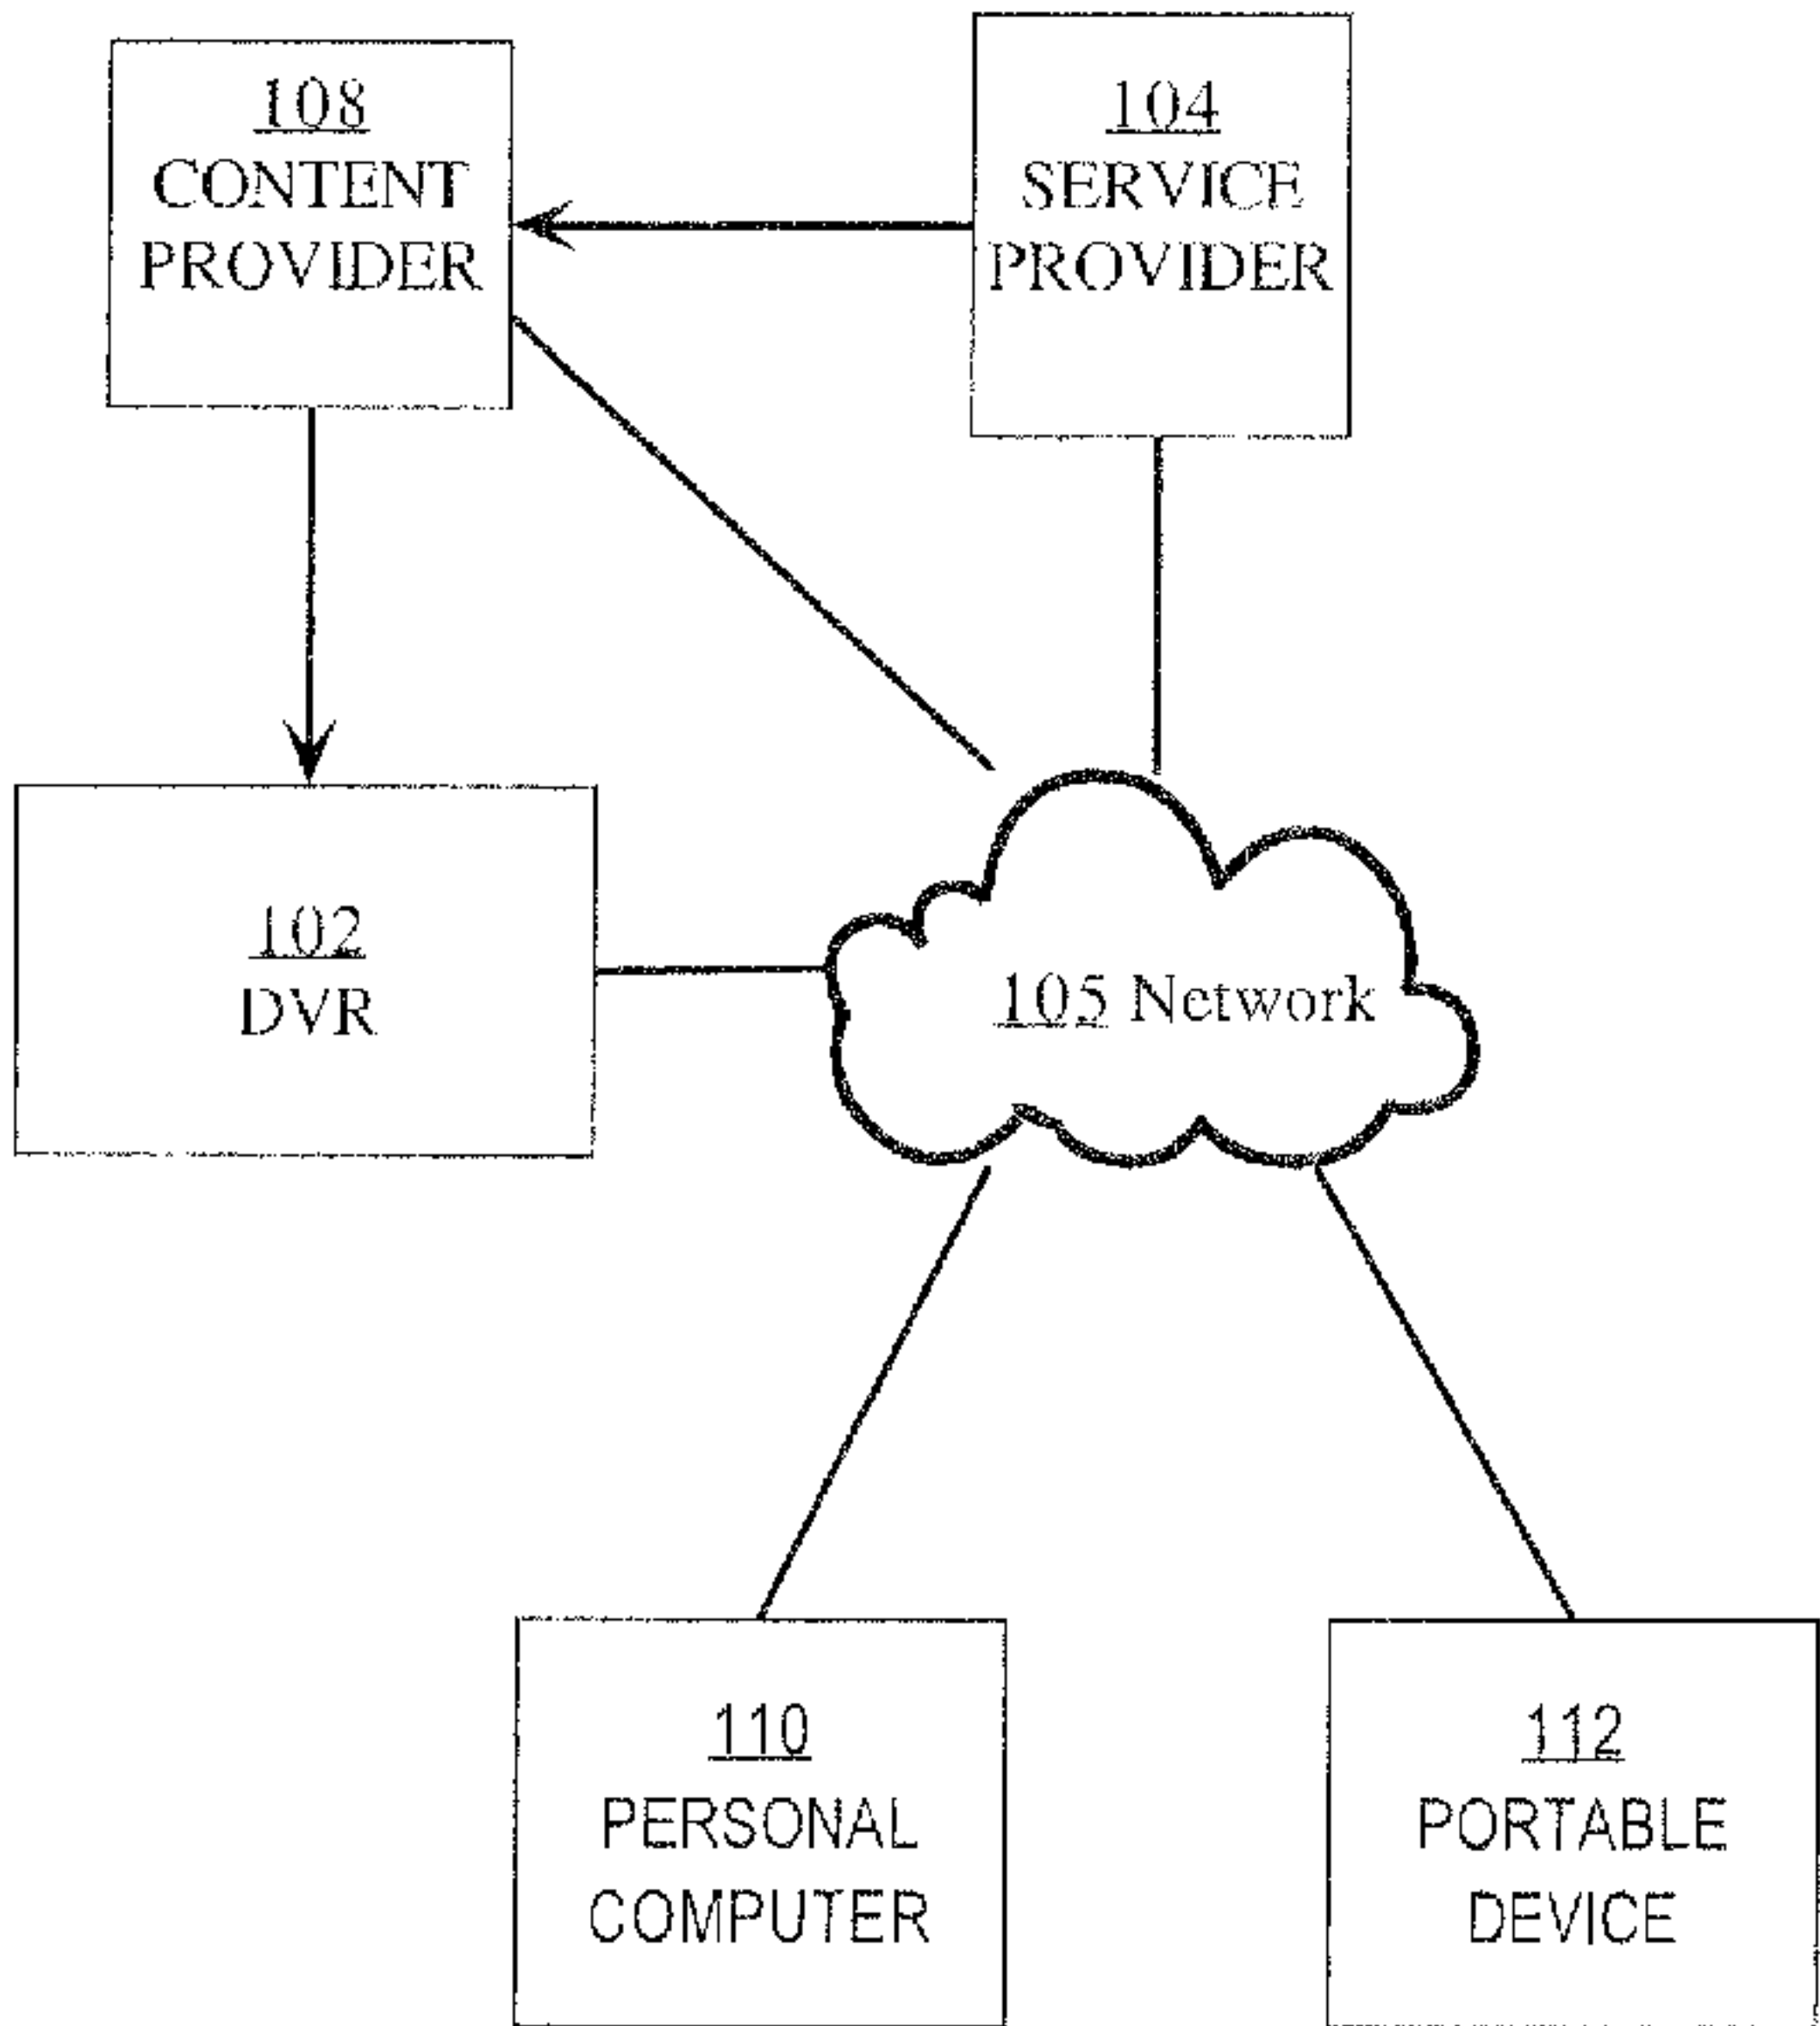 108
CONTENT
PROVIDER
104
SERVICE
PROVIDER
102
DVR
105 Network
110
PERSONAL
COMPUTER
112
PORTABLE
DEVICE